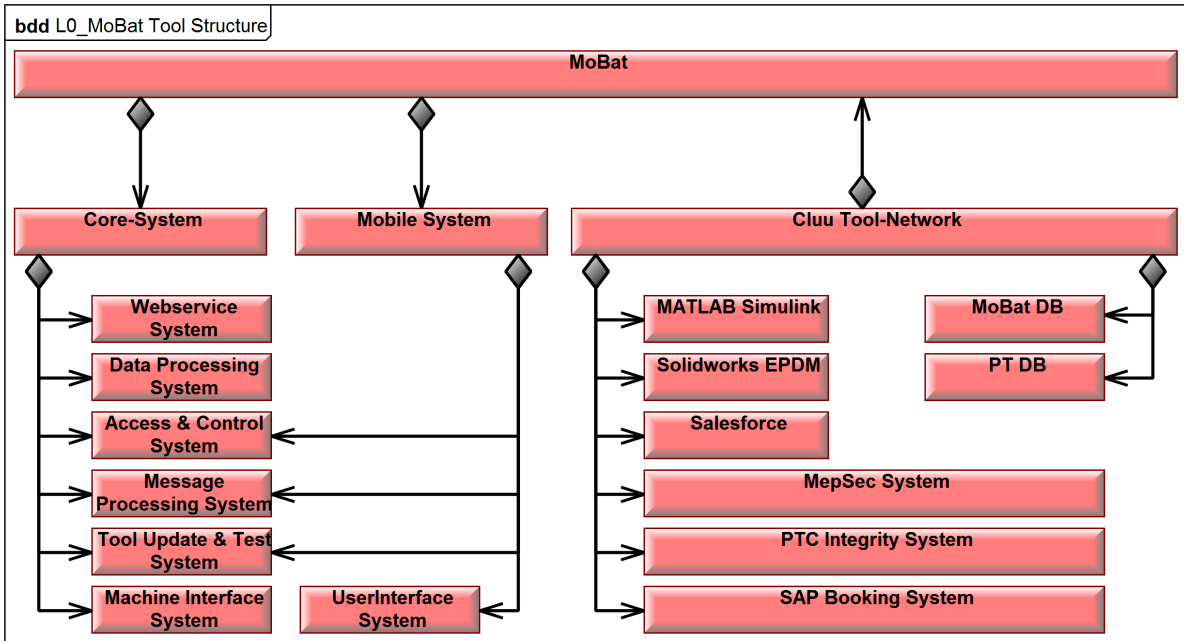 bdd L0_MoBat Tool Structure
MoBat
Core-System
Mobile System
Cluu Tool-Network
Webservice
System
Data Processing
System
Access & Control
System
Message
Processing System
Tool Update & Test
System
Machine Interface
System
UserInterface
System
MATLAB Simulink
Solidworks EPDM
Salesforce
MepSec System
PTC Integrity System
SAP Booking System
MoBat DB
PT DB